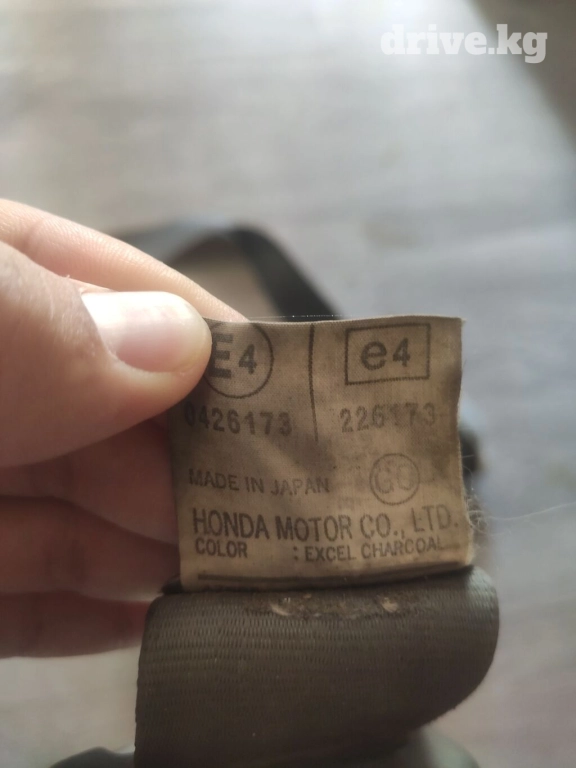 drive.kg
E4 e4
0426173 226173
MADE IN JAPAN
HONDA MOTOR CO., LTD.
COLOR : EXCEL CHARCOAL